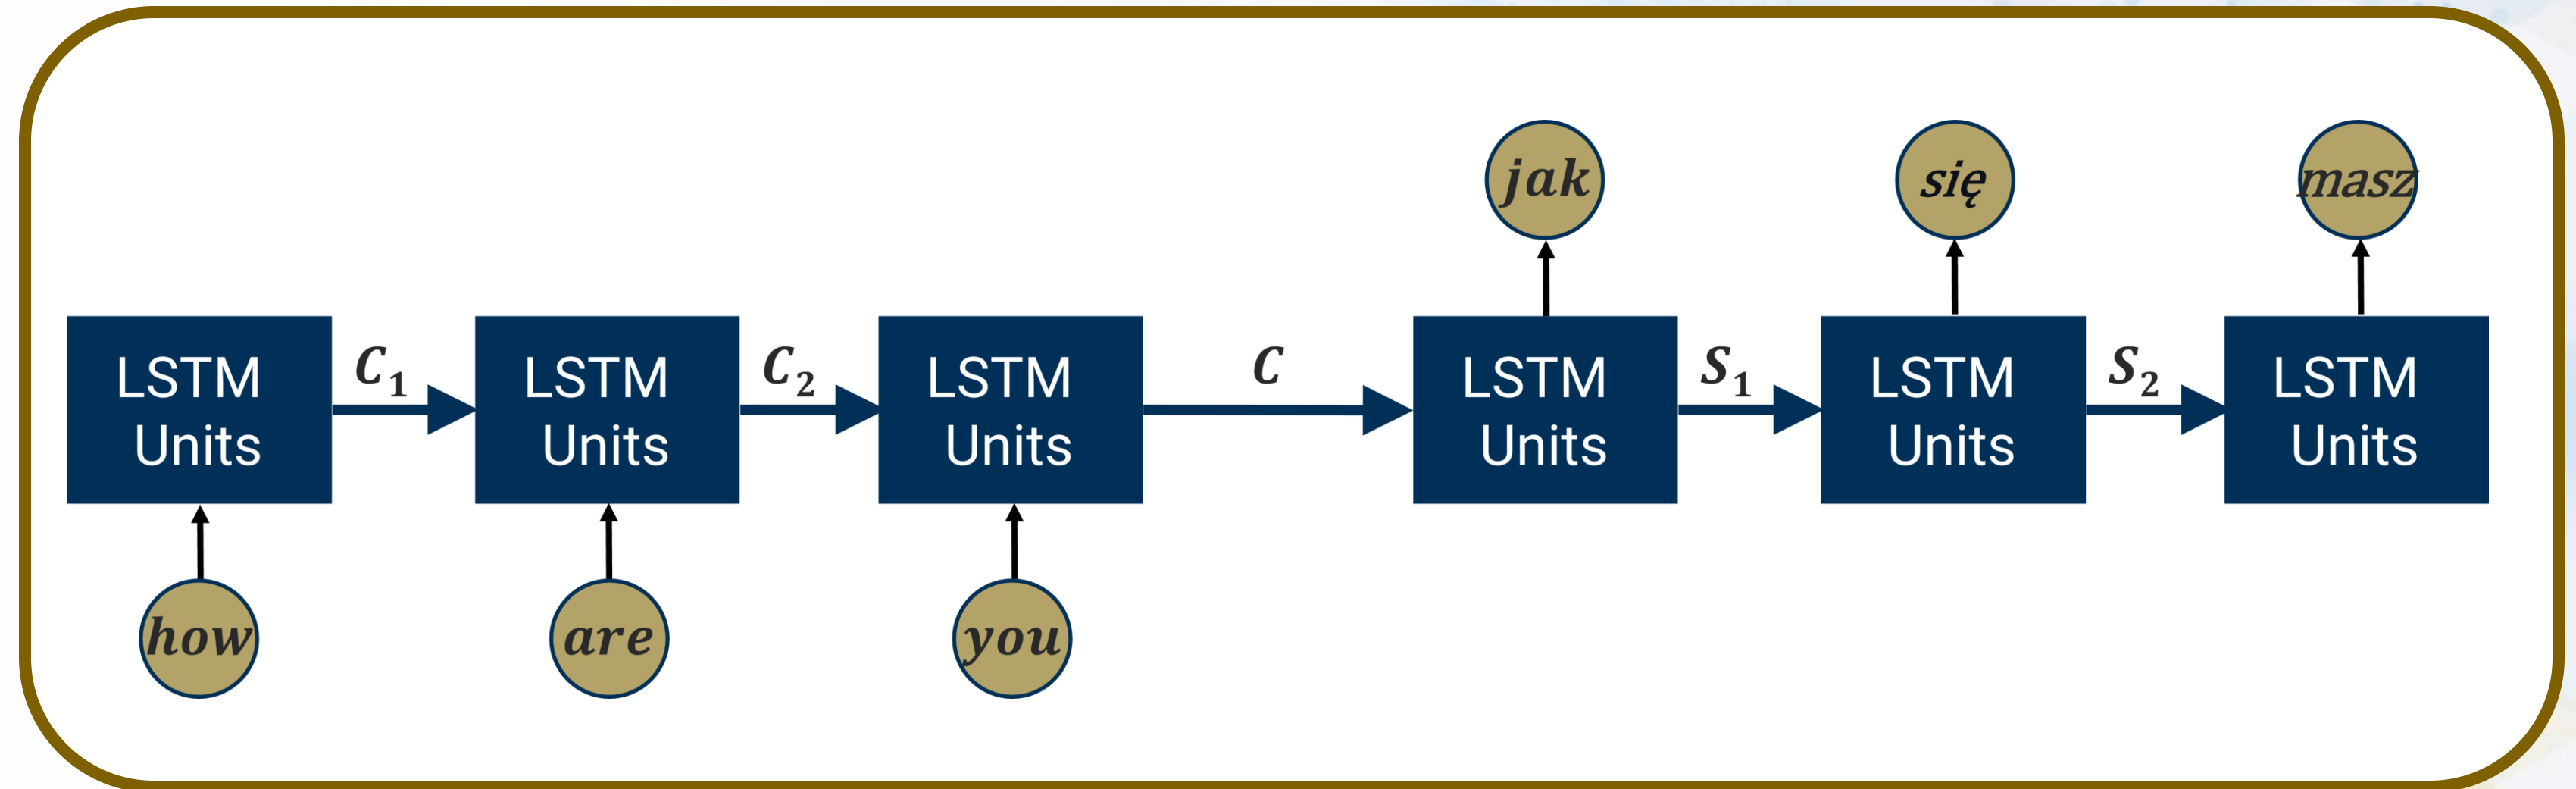 jak
się
masz
LSTM
Units
C1
LSTM
Units
C2
LSTM
Units
C
LSTM
Units
S1
LSTM
Units
S2
LSTM
Units
how
are
you